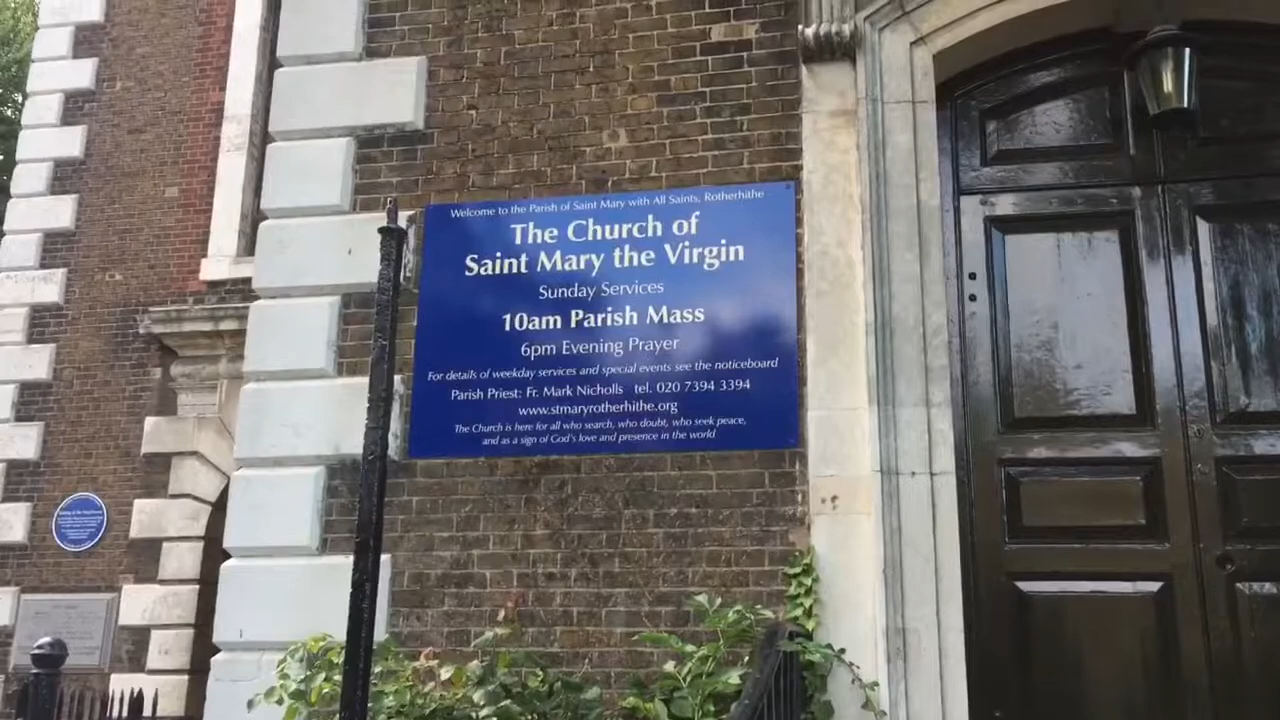 Welcome to the Parish of Saint Mary with All Saints, Rotherhithe
The Church of
Saint Mary the Virgin
Sunday Services
10am Parish Mass
6pm Evening Prayer
For details of weekday services and special events see the noticeboard
Parish Priest: Fr. Mark Nicholls tel. 020 7394 3394
www.stmaryrotherhithe.org
The Church is here for all who search, who doubt, who seek peace,
and as a sign of God's love and presence in the world